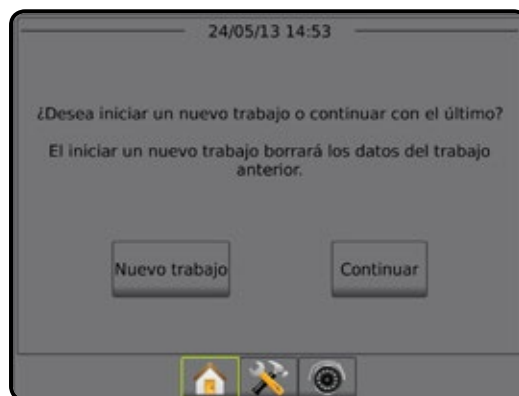 24/05/13 14:53
¿Desea iniciar un nuevo trabajo o continuar con el último?
El iniciar un nuevo trabajo borrará los datos del trabajo
anterior.
Nuevo trabajo
Continuar